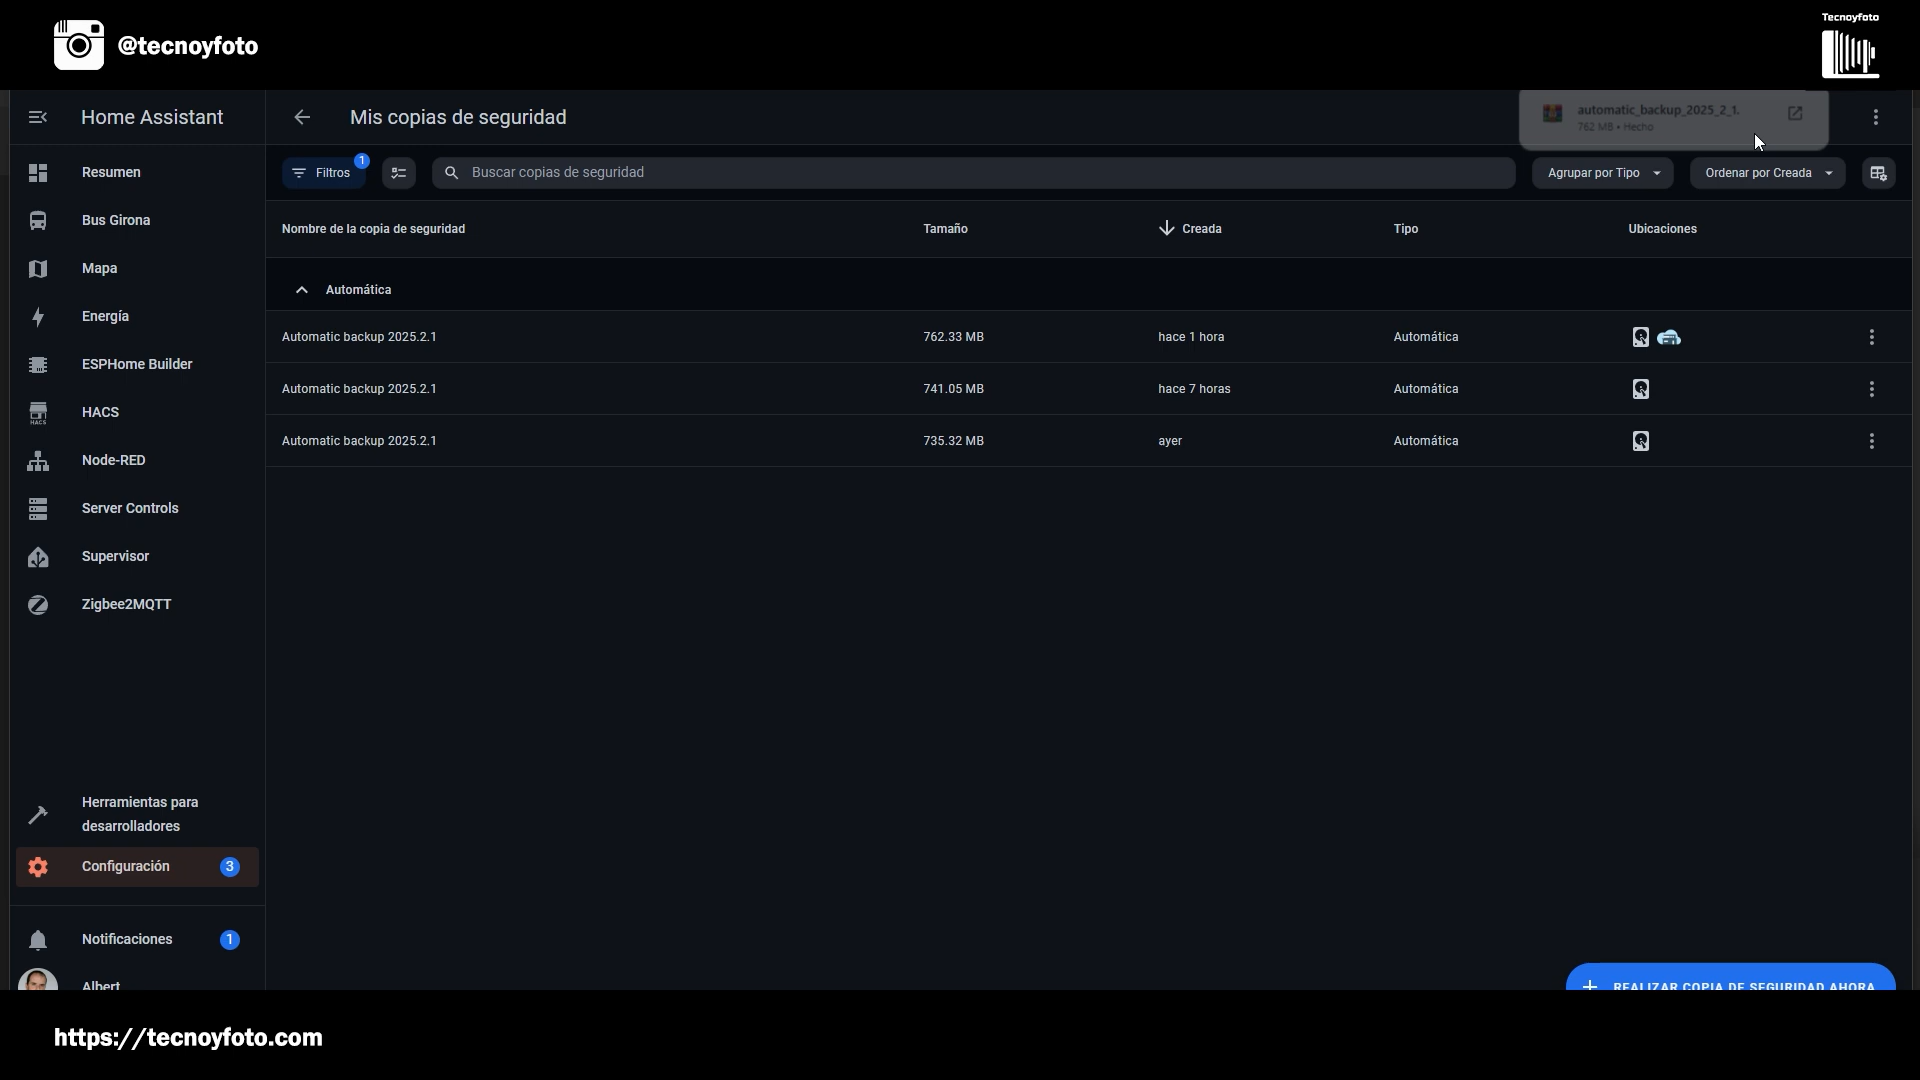 @tecnoyfoto
Tecnoyfoto
Home Assistant
Mis copias de seguridad
automatic_backup_2025_2_1.
762 MB • Hecho
Resumen
Bus Girona
Mapa
Energía
ESPHome Builder
HACS
HACS
Node-RED
Server Controls
Supervisor
Zigbee2MQTT
Herramientas para
desarrolladores
Configuración 3
Notificaciones 1
Albert
Filtros 1
Buscar copias de seguridad
Agrupar por Tipo
Ordenar por Creada
Nombre de la copia de seguridad Tamaño Creada Tipo Ubicaciones
Automática
Automatic backup 2025.2.1 762.33 MB hace 1 hora Automática
Automatic backup 2025.2.1 741.05 MB hace 7 horas Automática
Automatic backup 2025.2.1 735.32 MB ayer Automática
REALIZAR COPIA DE SEGURIDAD AHORA
https://tecnoyfoto.com